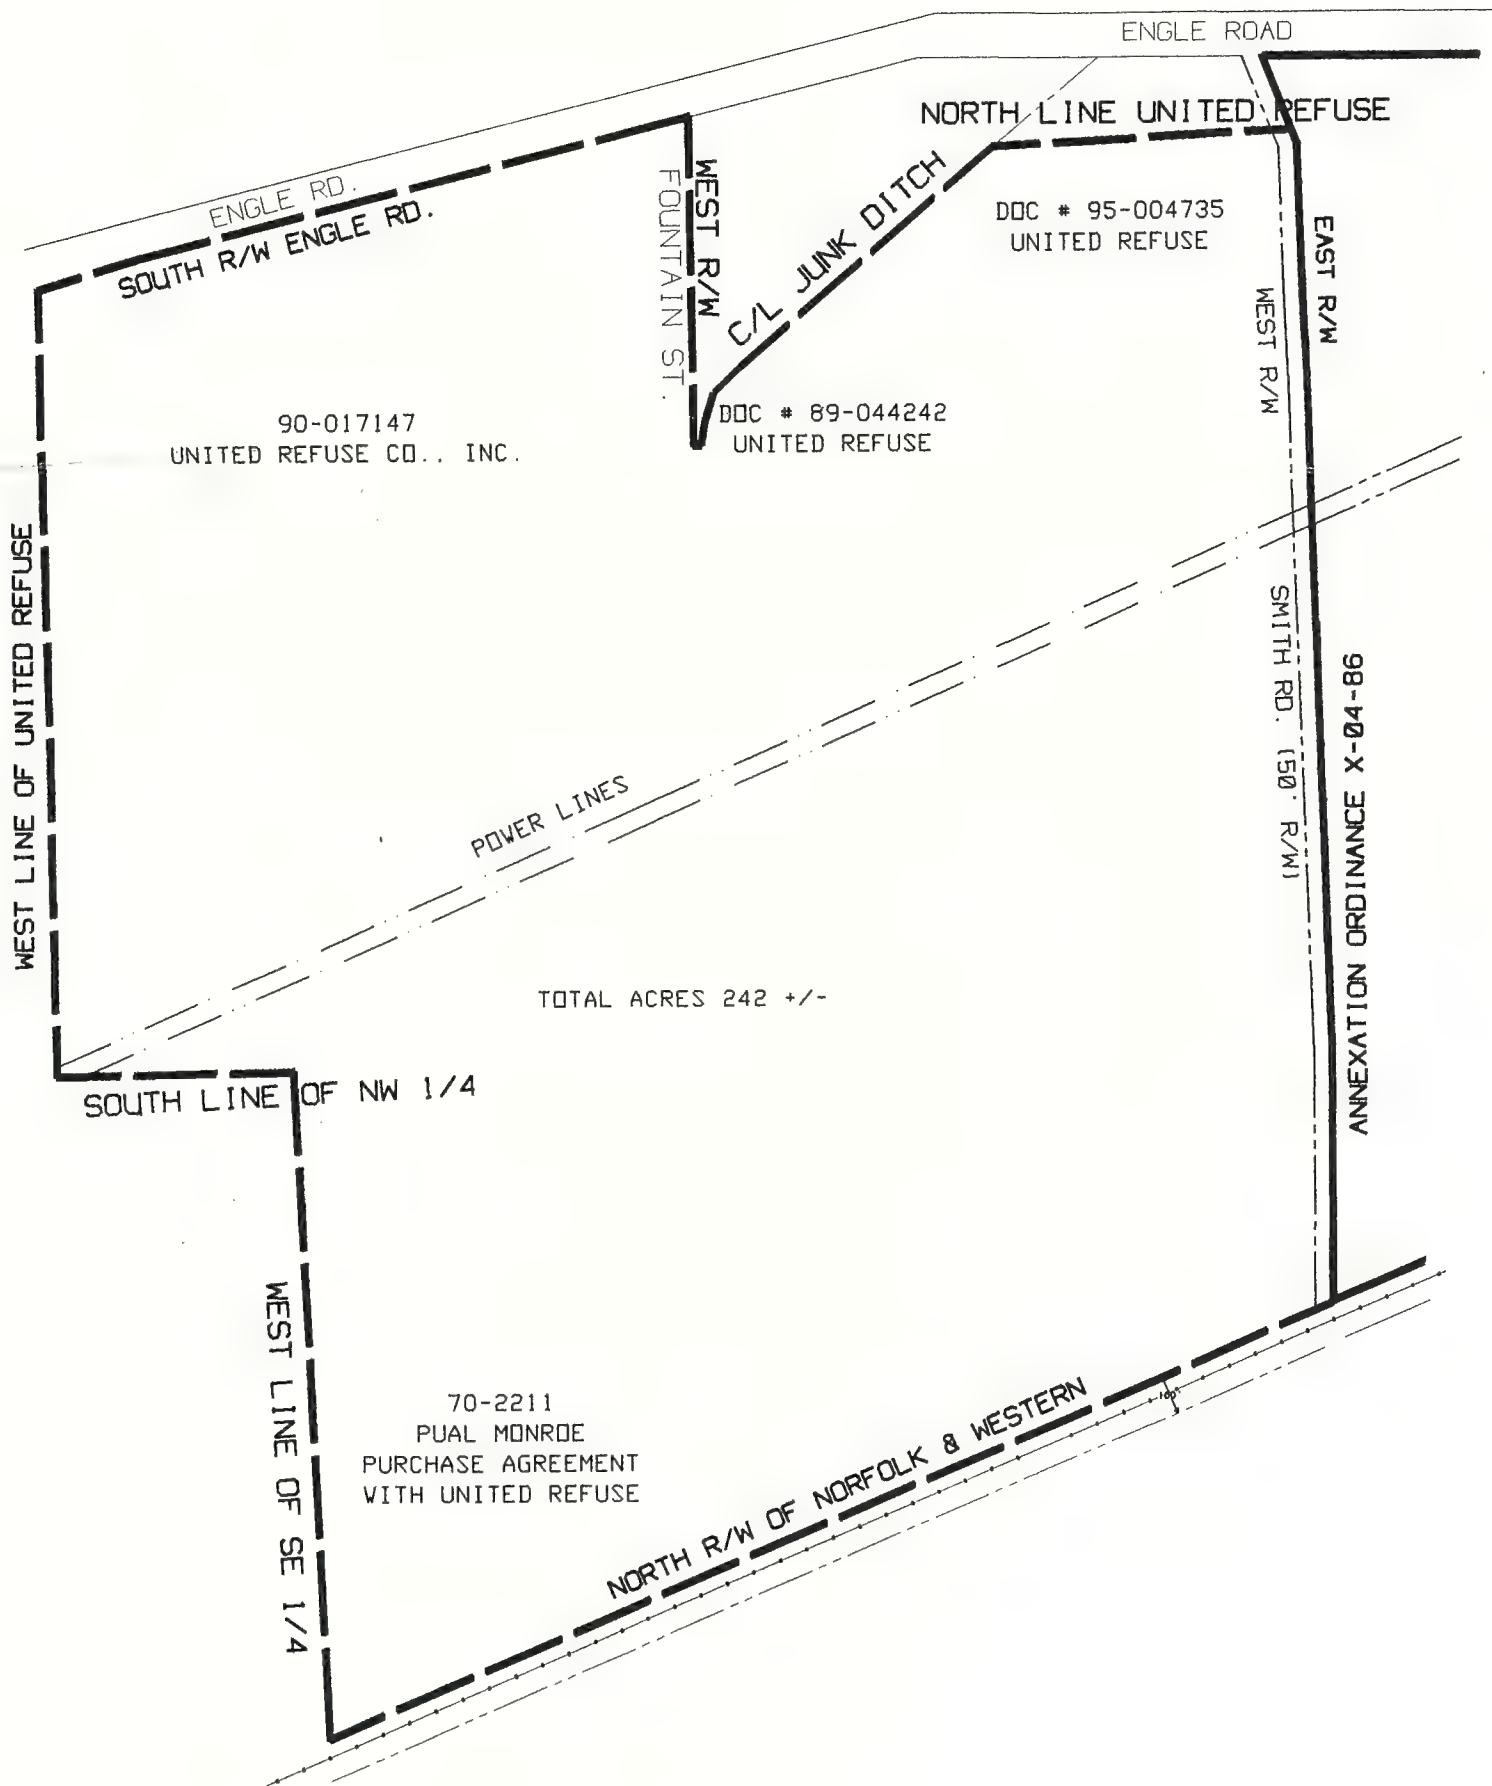 ENGLE ROAD
NORTH LINE UNITED REFUSE
ENGLE RD.
SOUTH R/W ENGLE RD.
WEST R/W
FOUNTAIN ST.
C/L JUNK DITCH
DOC # 95-004735
UNITED REFUSE
EAST R/W
WEST R/W
90-017147
UNITED REFUSE CO., INC.
DOC # 89-044242
UNITED REFUSE
WEST LINE OF UNITED REFUSE
SMITH RD. (50' R/W)
ANNEXATION ORDINANCE X-04-86
POWER LINES
TOTAL ACRES 242 +/-
SOUTH LINE OF NW 1/4
WEST LINE OF SE 1/4
70-2211
PUAL MONROE
PURCHASE AGREEMENT
WITH UNITED REFUSE
NORTH R/W OF NORFOLK & WESTERN
100'